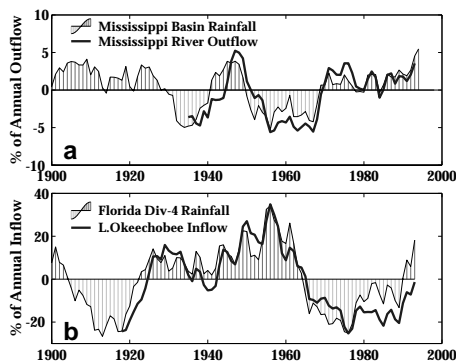 10
5
0
-5
-10
% of Annual Outflow
Mississippi Basin Rainfall
Mississippi River Outflow
a
1900 1920 1940 1960 1980 2000
40
20
0
-20
% of Annual Inflow
Florida Div-4 Rainfall
L.Okeechobee Inflow
b
1900 1920 1940 1960 1980 2000